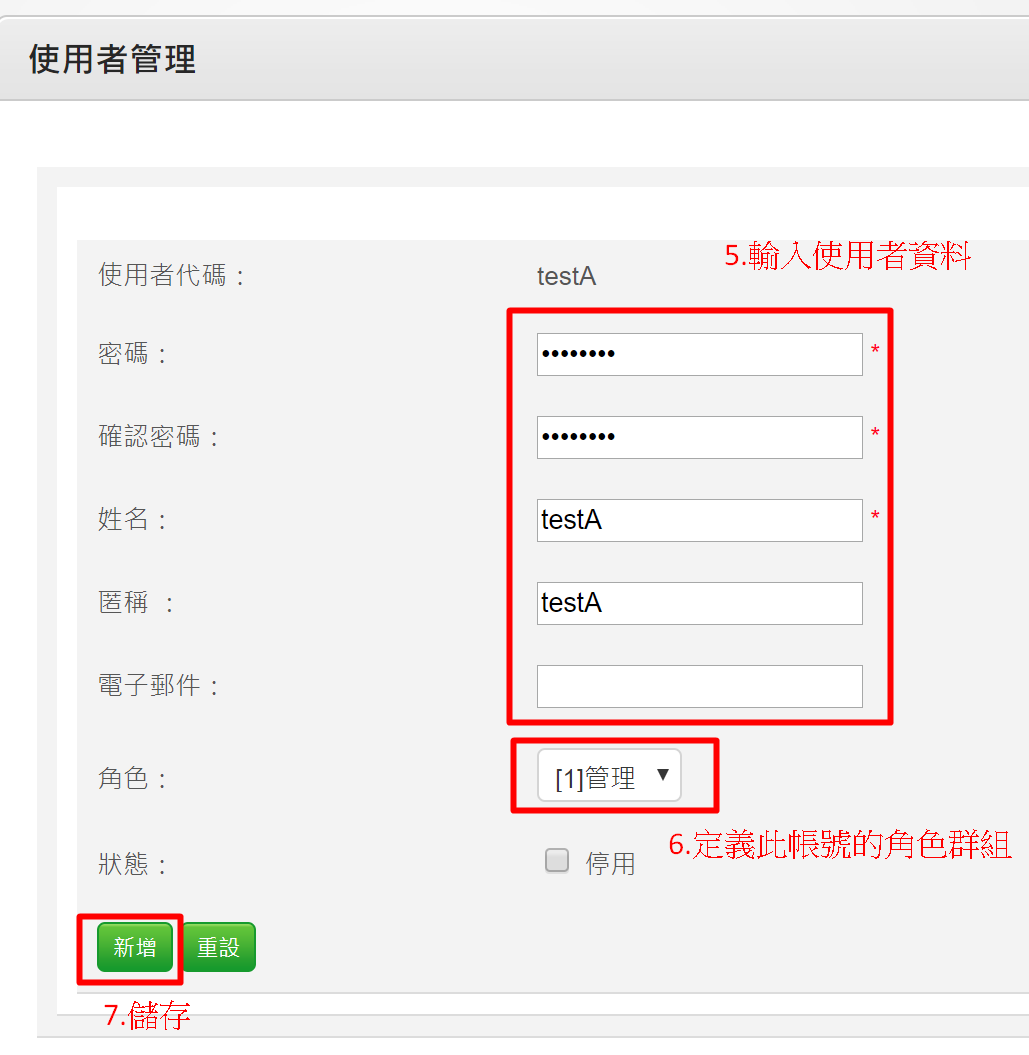 使用者管理
5.輸入使用者資料
使用者代碼： testA
密碼： •••••••• *
確認密碼： •••••••• *
姓名： testA *
匿稱 ： testA
電子郵件：
角色： [1]管理 ▼
6.定義此帳號的角色群組
狀態： 停用
新增 重設
7.儲存